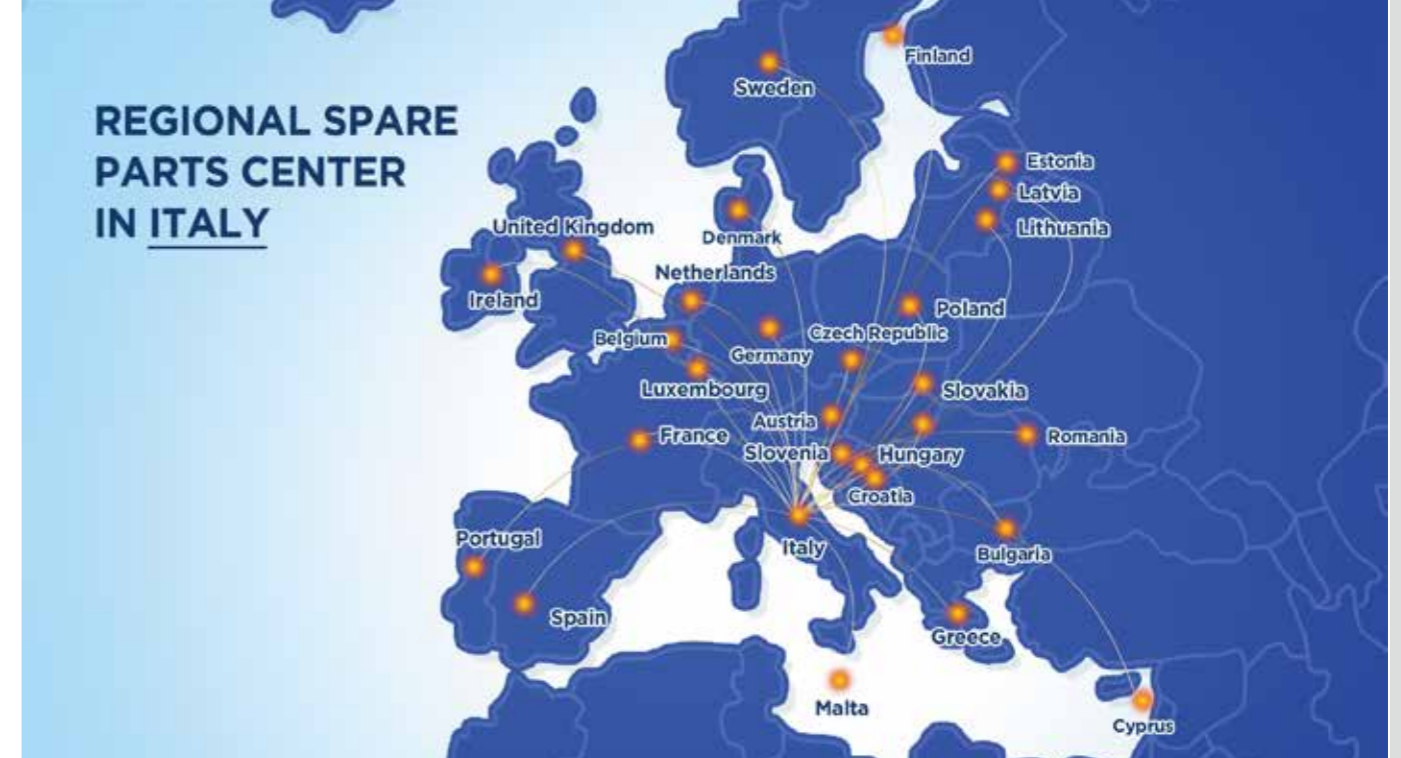 REGIONAL SPARE
PARTS CENTER
IN ITALY
Finland
Sweden
Estonia
Latvia
Lithuania
United Kingdom
Denmark
Netherlands
Ireland
Poland
Czech Republic
Belgium
Germany
Luxembourg
Slovakia
Austria
France
Romania
Slovenia
Hungary
Croatia
Portugal
Italy
Bulgaria
Spain
Greece
Malta
Cyprus